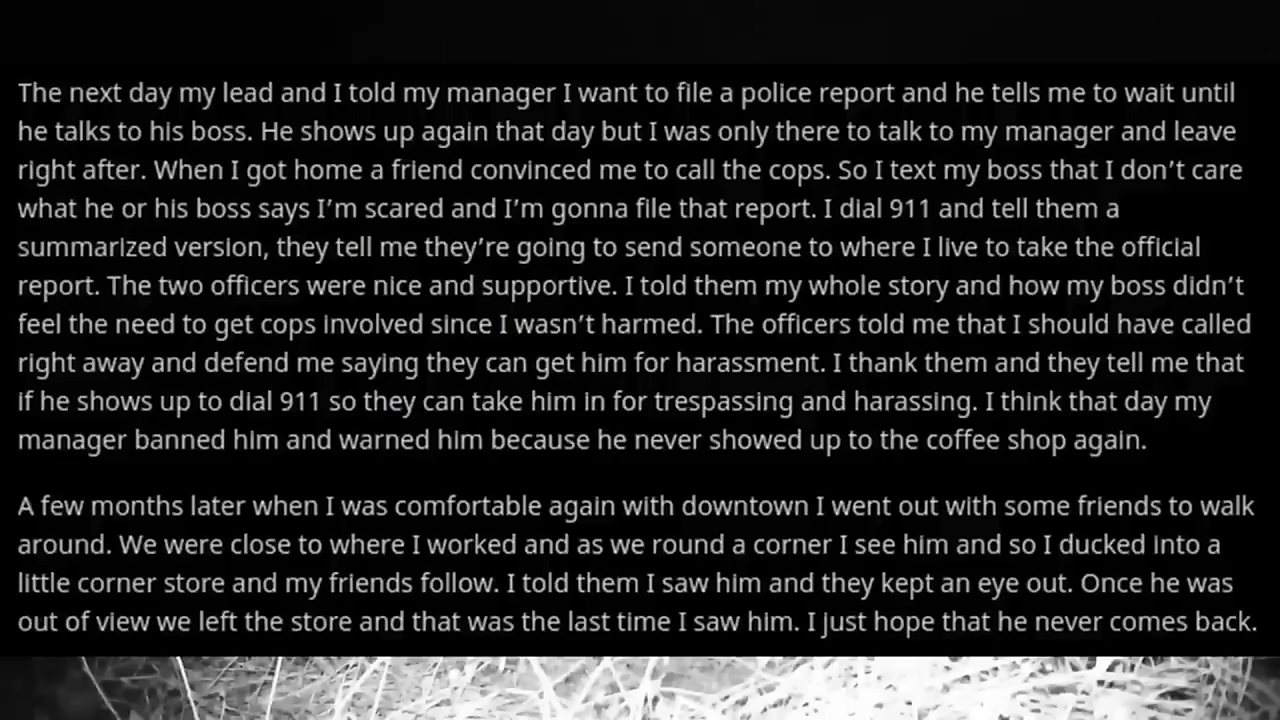 The next day my lead and I told my manager I want to file a police report and he tells me to wait until
he talks to his boss. He shows up again that day but I was only there to talk to my manager and leave
right after. When I got home a friend convinced me to call the cops. So I text my boss that I don’t care
what he or his boss says I’m scared and I’m gonna file that report. I dial 911 and tell them a
summarized version, they tell me they’re going to send someone to where I live to take the official
report. The two officers were nice and supportive. I told them my whole story and how my boss didn’t
feel the need to get cops involved since I wasn’t harmed. The officers told me that I should have called
right away and defend me saying they can get him for harassment. I thank them and they tell me that
if he shows up to dial 911 so they can take him in for trespassing and harassing. I think that day my
manager banned him and warned him because he never showed up to the coffee shop again.
A few months later when I was comfortable again with downtown I went out with some friends to walk
around. We were close to where I worked and as we round a corner I see him and so I ducked into a
little corner store and my friends follow. I told them I saw him and they kept an eye out. Once he was
out of view we left the store and that was the last time I saw him. I just hope that he never comes back.